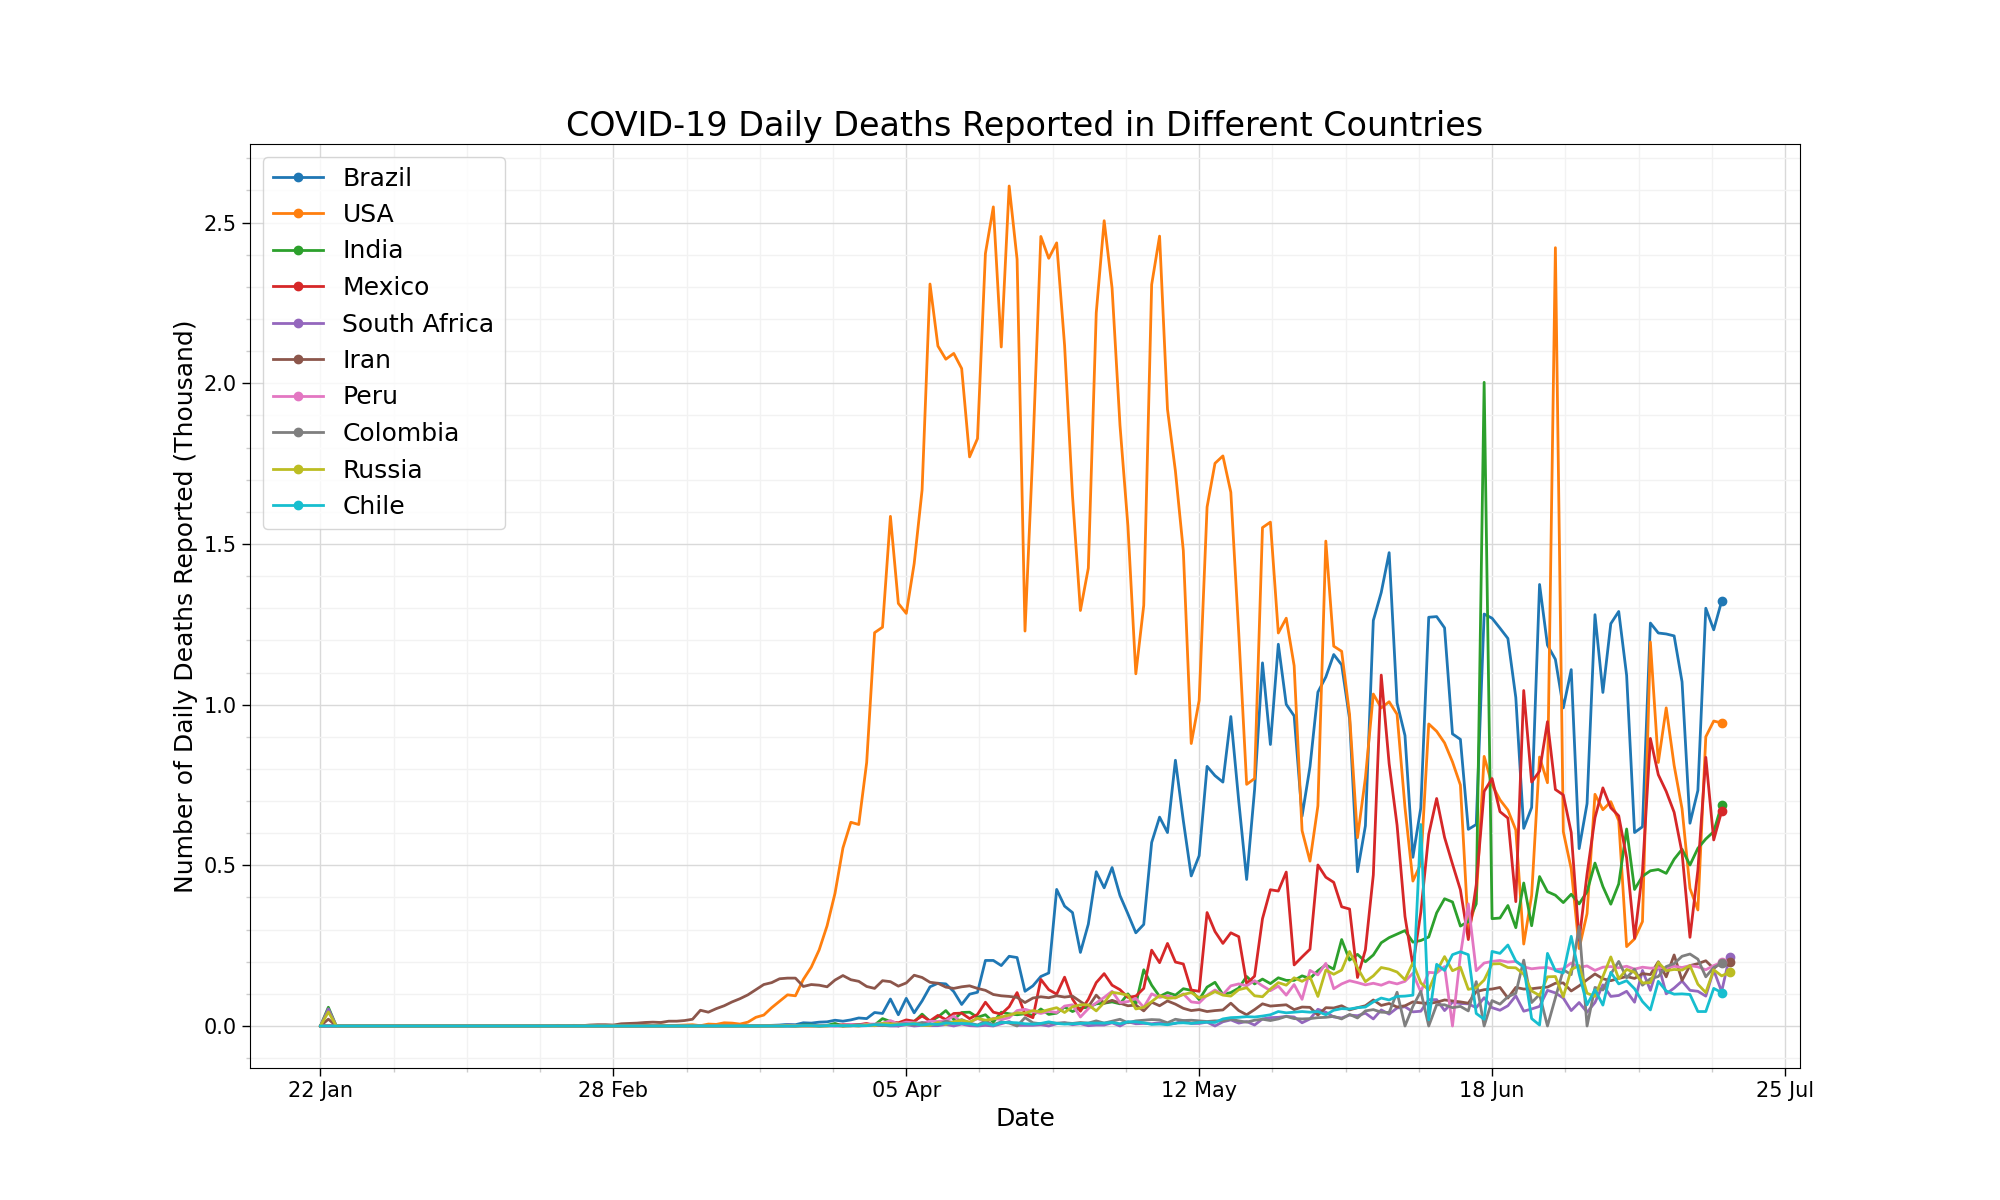 COVID-19 Daily Deaths Reported in Different Countries
Brazil
USA
India
Mexico
South Africa
Iran
Peru
Colombia
Russia
Chile
Number of Daily Deaths Reported (Thousand)
2.5
2.0
1.5
1.0
0.5
0.0
22 Jan
28 Feb
05 Apr
12 May
18 Jun
25 Jul
Date